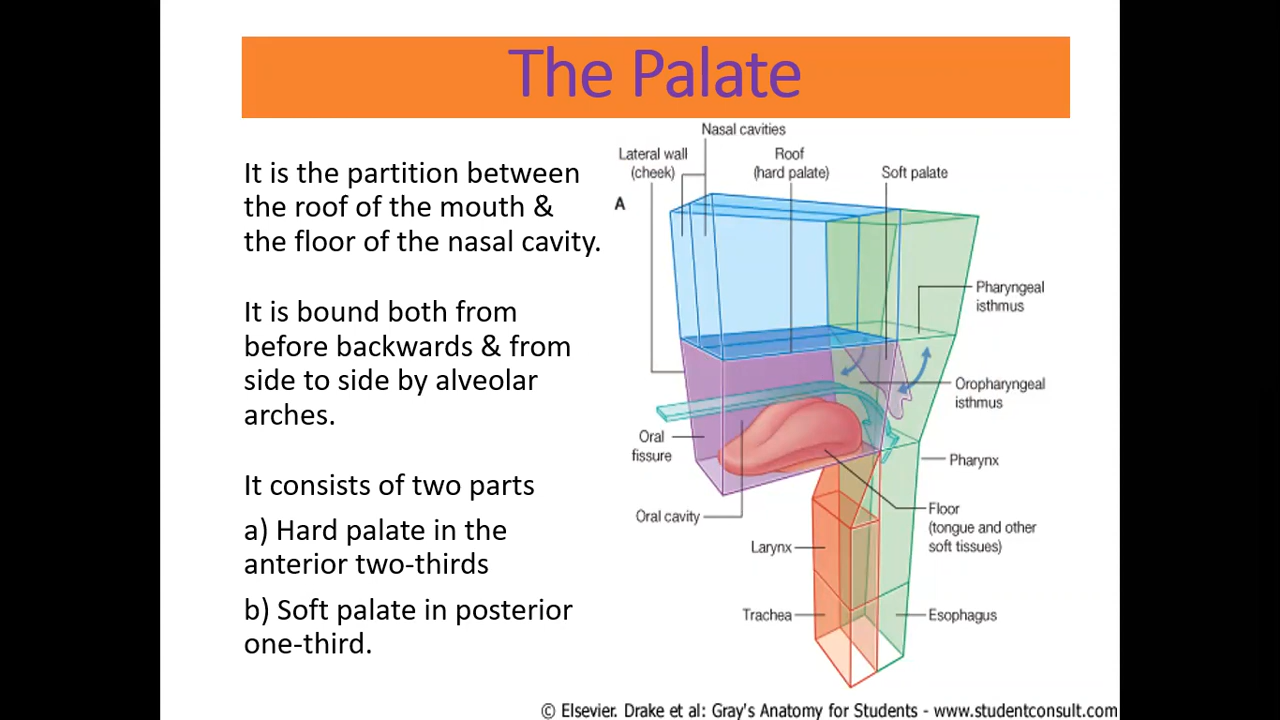 The Palate
It is the partition between
the roof of the mouth &
the floor of the nasal cavity.
It is bound both from
before backwards & from
side to side by alveolar
arches.
It consists of two parts
a) Hard palate in the
anterior two-thirds
b) Soft palate in posterior
one-third.
Nasal cavities
Lateral wall
(cheek)
Roof
(hard palate)
Soft palate
A
Pharyngeal
isthmus
Oropharyngeal
isthmus
Oral
fissure
Pharynx
Oral cavity
Floor
(tongue and other
soft tissues)
Larynx
Trachea
Esophagus
© Elsevier. Drake et al: Gray's Anatomy for Students - www.studentconsult.com